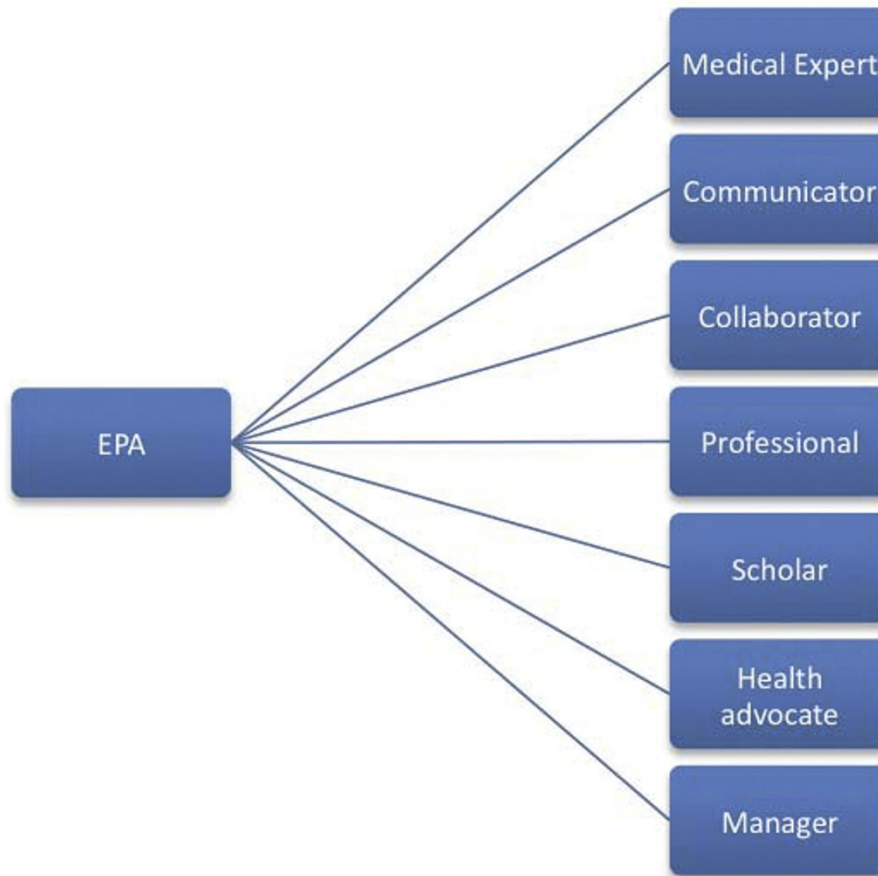 Medical Expert
Communicator
Collaborator
EPA
Professional
Scholar
Health
advocate
Manager